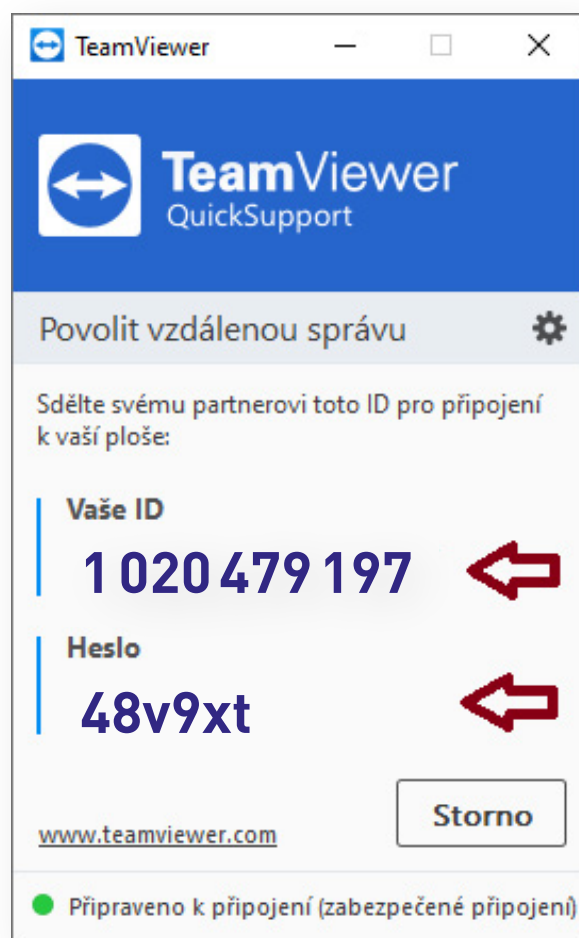 TeamViewer
TeamViewer
QuickSupport
Povolit vzdálenou správu
Sdělte svému partnerovi toto ID pro připojení
k vaší ploše:
Vaše ID
1 020 479 197
Heslo
48v9xt
Storno
www.teamviewer.com
Připraveno k připojení (zabezpečené připojení)